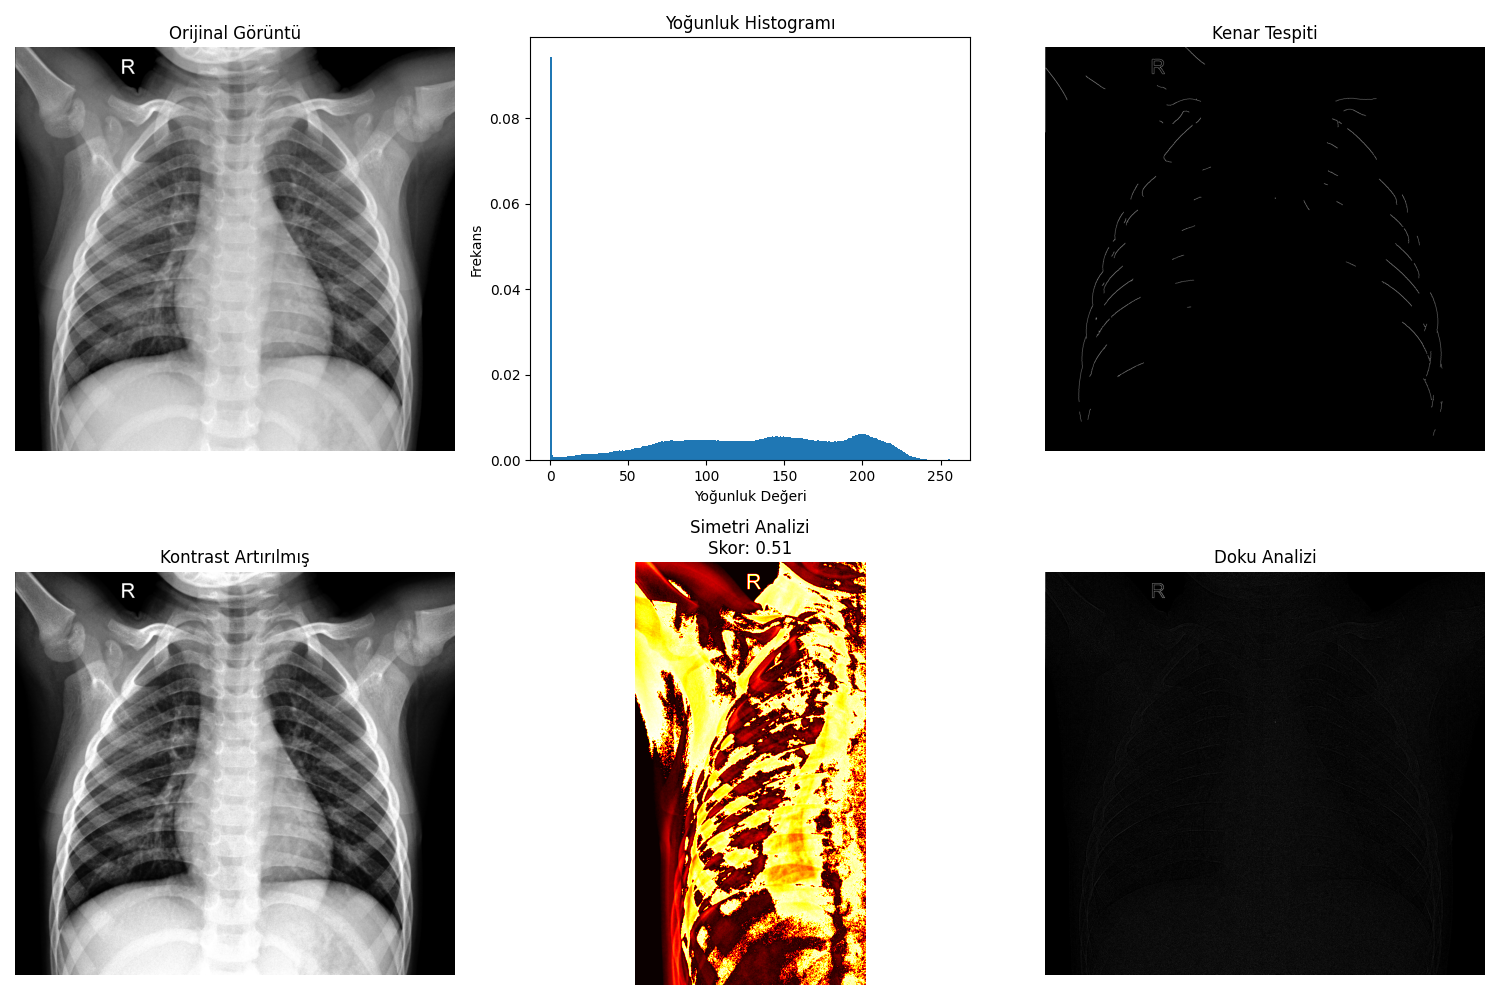 Orijinal Görüntü
R
Yoğunluk Histogramı
Frekans
0.08
0.06
0.04
0.02
0.00
0 50 100 150 200 250
Yoğunluk Değeri
Kenar Tespiti
R
Kontrast Artırılmış
R
Simetri Analizi
Skor: 0.51
R
Doku Analizi
R